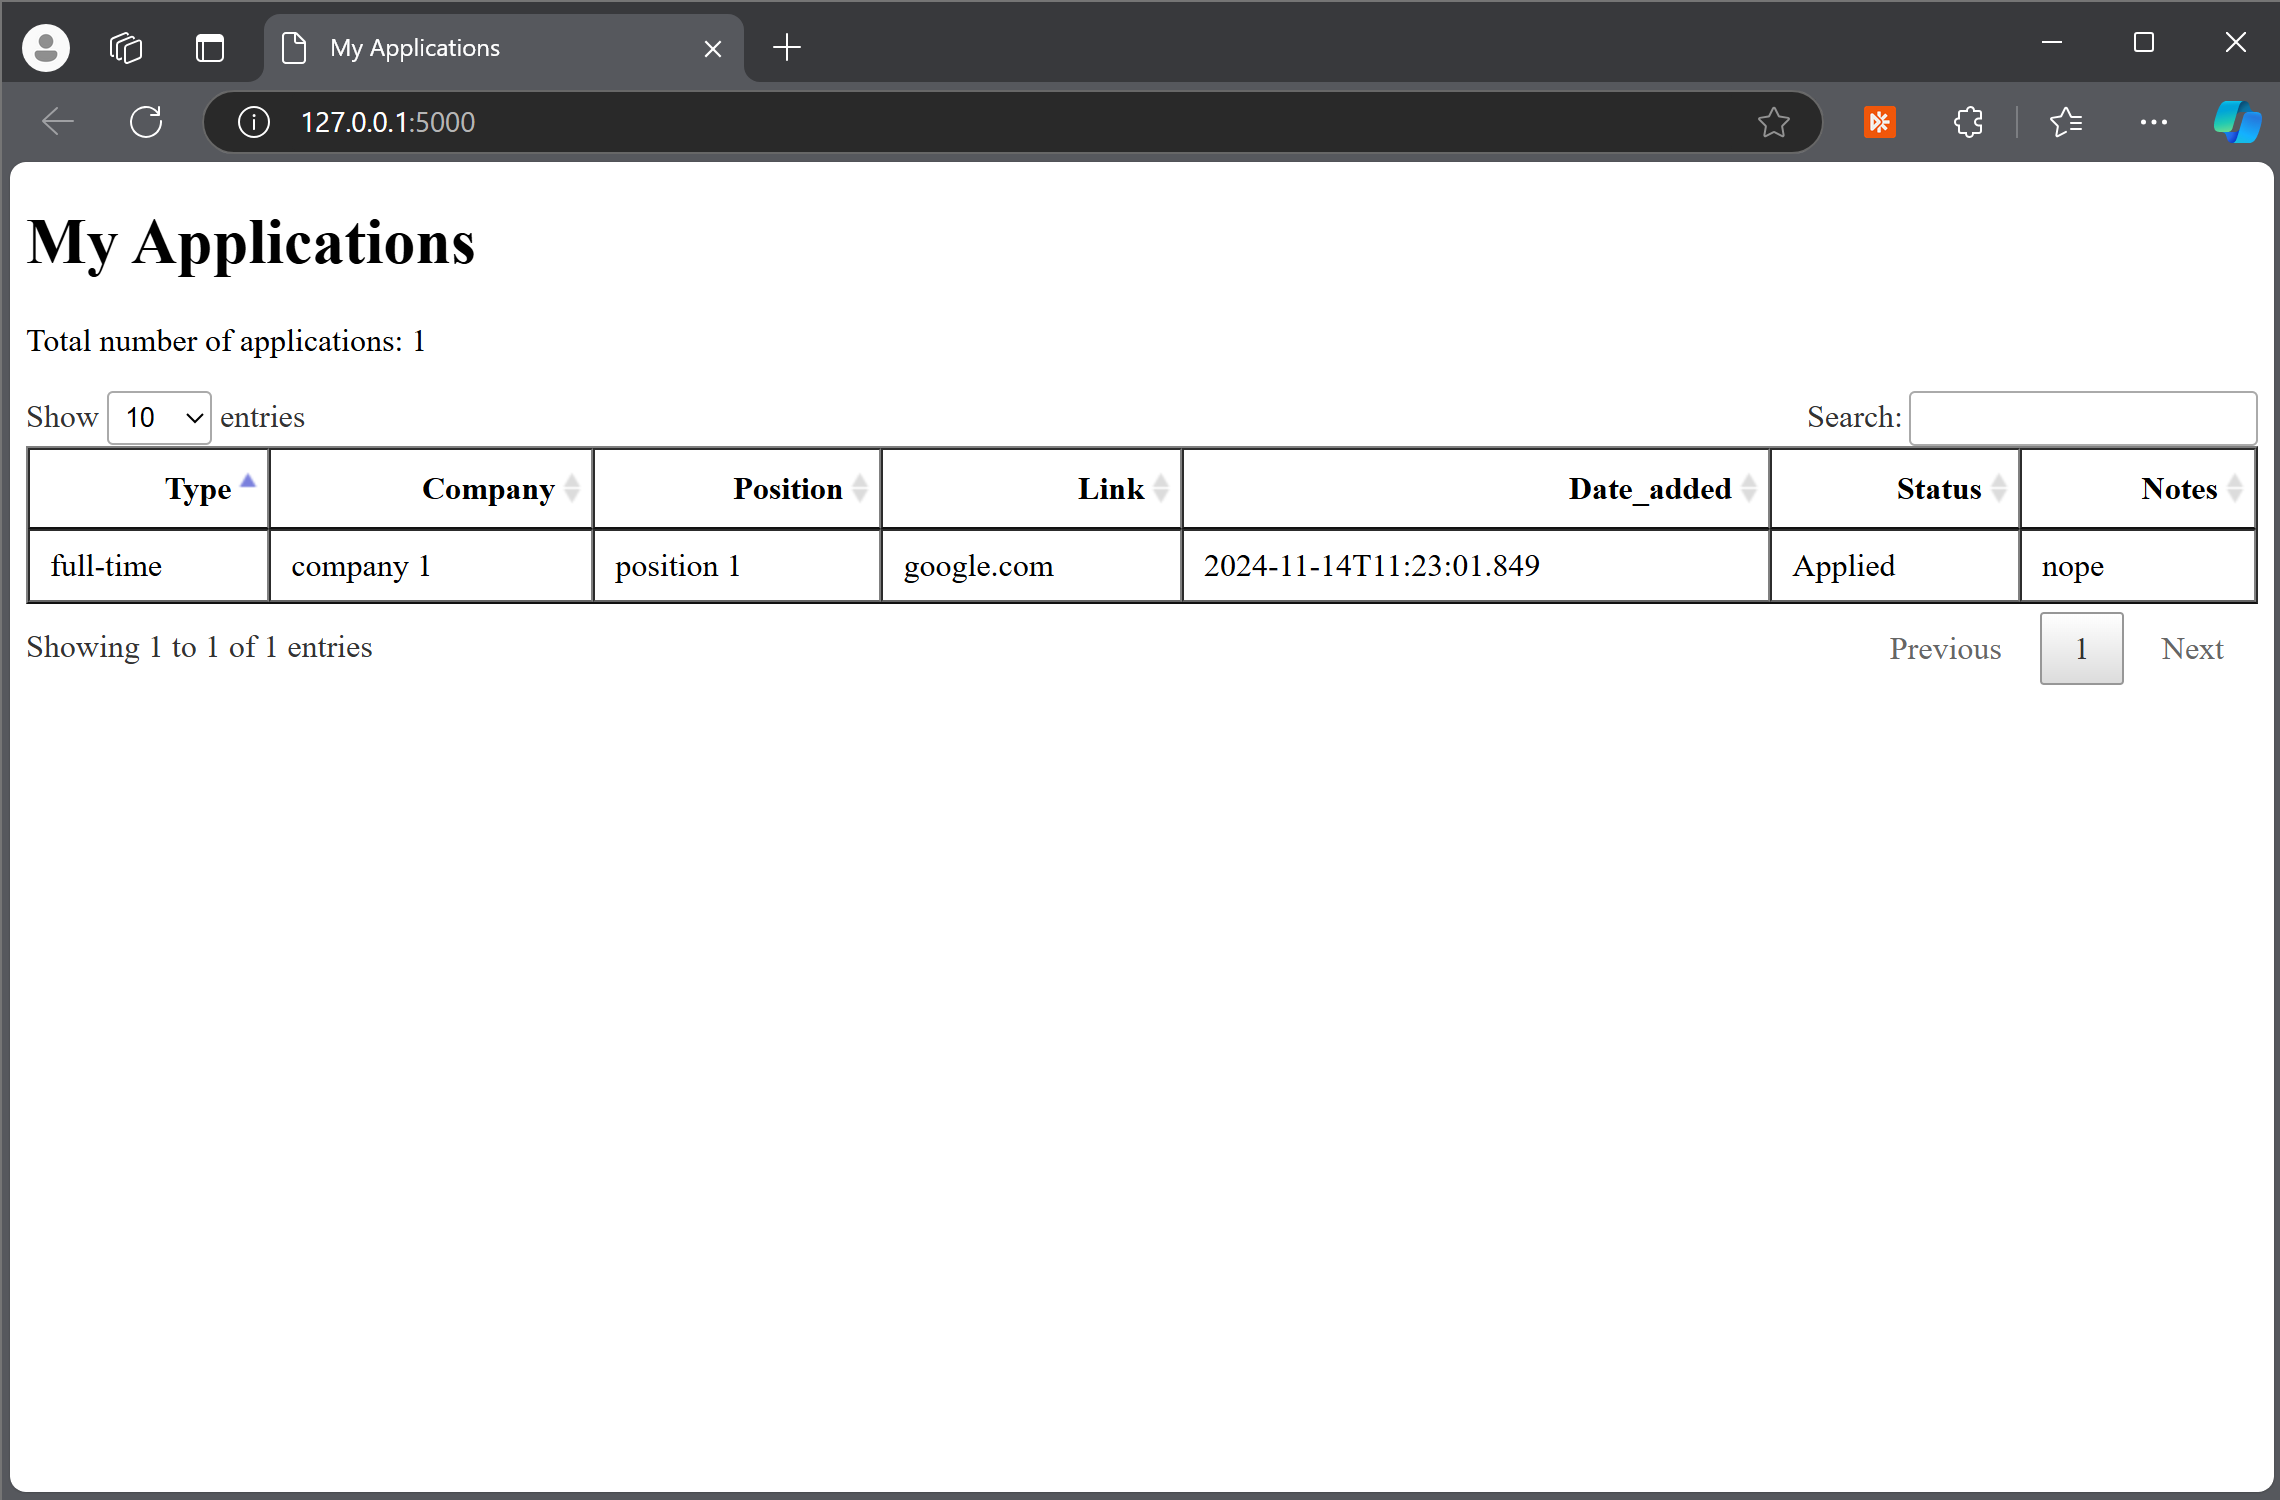 My Applications
127.0.0.1:5000
My Applications
Total number of applications: 1
Show 10 entries Search:
Type Company Position Link Date_added Status Notes
full-time company 1 position 1 google.com 2024-11-14T11:23:01.849 Applied nope
Showing 1 to 1 of 1 entries Previous 1 Next